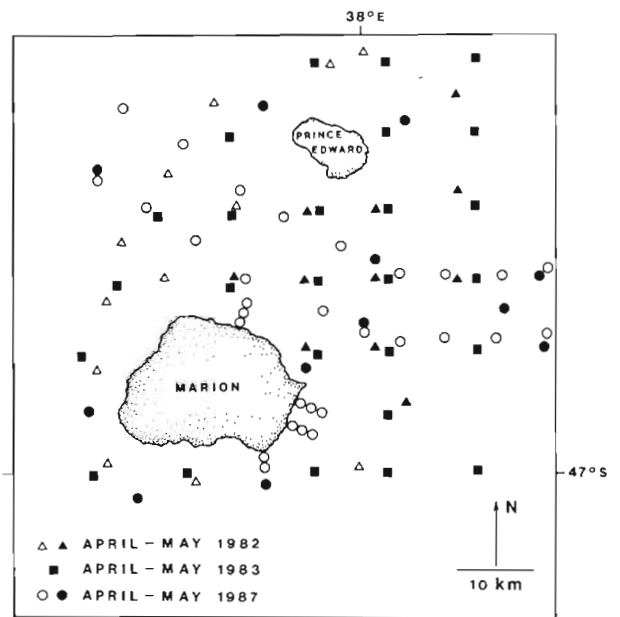 38°E
PRINCE
EDWARD
MARION
47°S
N
APRIL – MAY 1982
APRIL – MAY 1983
APRIL – MAY 1987
10 km